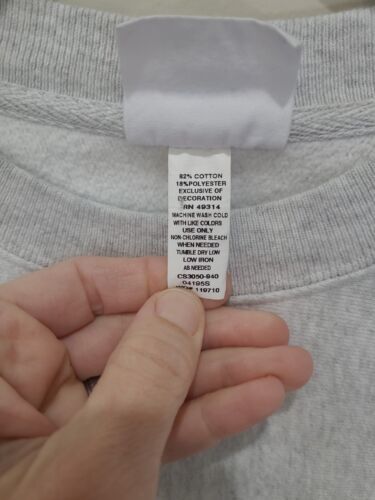 82% COTTON
18%POLYESTER
EXCLUSIVE OF
DECORATION
RN 49314
MACHINE WASH COLD
WITH LIKE COLORS
USE ONLY
NON-CHLORINE BLEACH
WHEN NEEDED
TUMBLE DRY LOW
LOW IRON
AS NEEDED
CS3050-940
04195S
119710